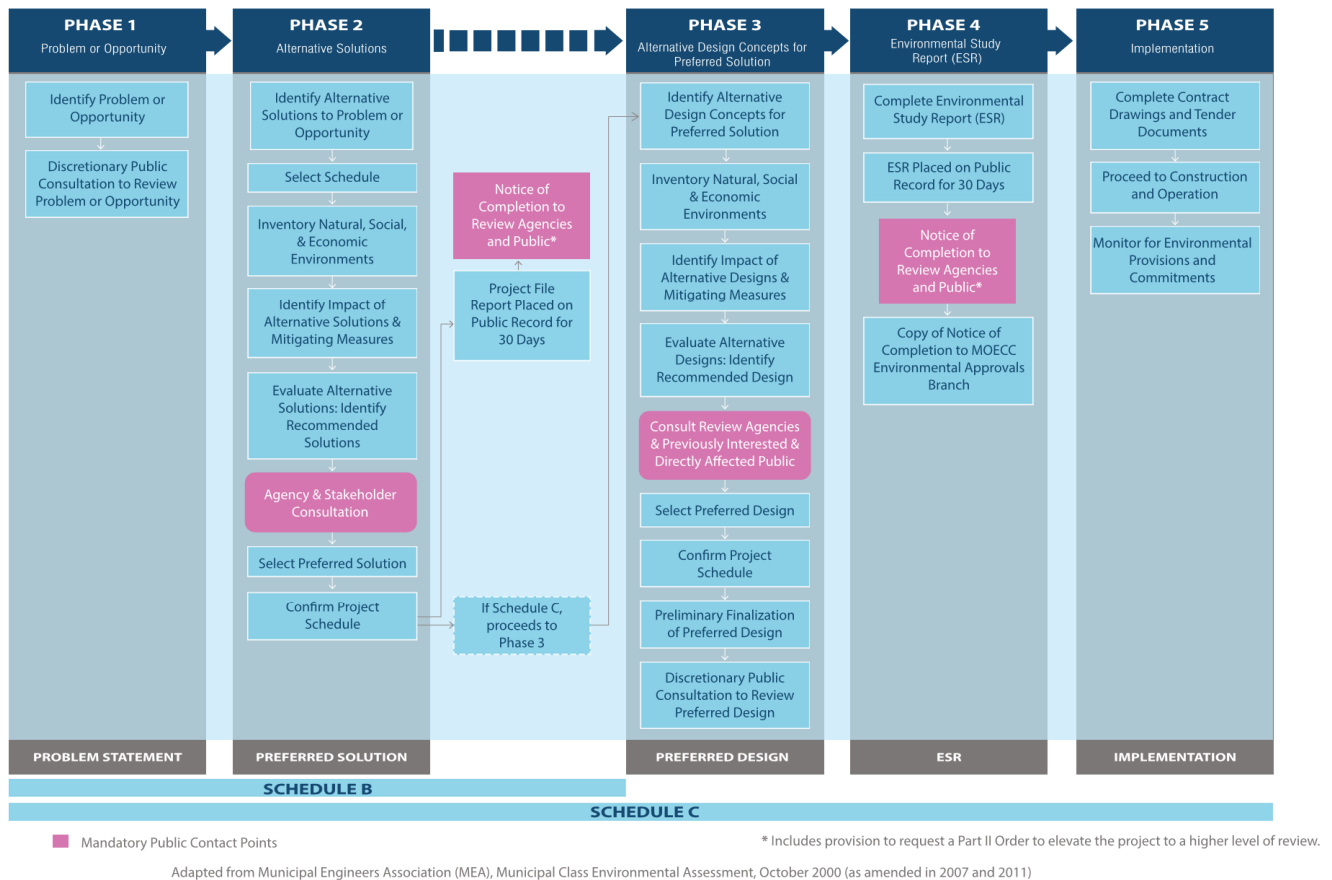 PHASE 1
Problem or Opportunity
Identify Problem or
Opportunity
Discretionary Public
Consultation to Review
Problem or Opportunity
PROBLEM STATEMENT
PHASE 2
Alternative Solutions
Identify Alternative
Solutions to Problem or
Opportunity
Select Schedule
Inventory Natural, Social,
& Economic
Environments
Identify Impact of
Alternative Solutions &
Mitigating Measures
Evaluate Alternative
Solutions: Identify
Recommended
Solutions
Agency & Stakeholder
Consultation
Select Preferred Solution
Confirm Project
Schedule
PREFERRED SOLUTION
Notice of
Completion to
Review Agencies
and Public*
Project File
Report Placed on
Public Record for
30 Days
If Schedule C,
proceeds to
Phase 3
PHASE 3
Alternative Design Concepts for
Preferred Solution
Identify Alternative
Design Concepts for
Preferred Solution
Inventory Natural, Social
& Economic
Environments
Identify Impact of
Alternative Designs &
Mitigating Measures
Evaluate Alternative
Designs: Identify
Recommended Design
Consult Review Agencies
& Previously Interested &
Directly Affected Public
Select Preferred Design
Confirm Project
Schedule
Preliminary Finalization
of Preferred Design
Discretionary Public
Consultation to Review
Preferred Design
PREFERRED DESIGN
PHASE 4
Environmental Study
Report (ESR)
Complete Environmental
Study Report (ESR)
ESR Placed on Public
Record for 30 Days
Notice of
Completion to
Review Agencies
and Public*
Copy of Notice of
Completion to MOECC
Environmental Approvals
Branch
ESR
PHASE 5
Implementation
Complete Contract
Drawings and Tender
Documents
Proceed to Construction
and Operation
Monitor for Environmental
Provisions and
Commitments
IMPLEMENTATION
SCHEDULE B
SCHEDULE C
Mandatory Public Contact Points
* Includes provision to request a Part II Order to elevate the project to a higher level of review.
Adapted from Municipal Engineers Association (MEA), Municipal Class Environmental Assessment, October 2000 (as amended in 2007 and 2011)